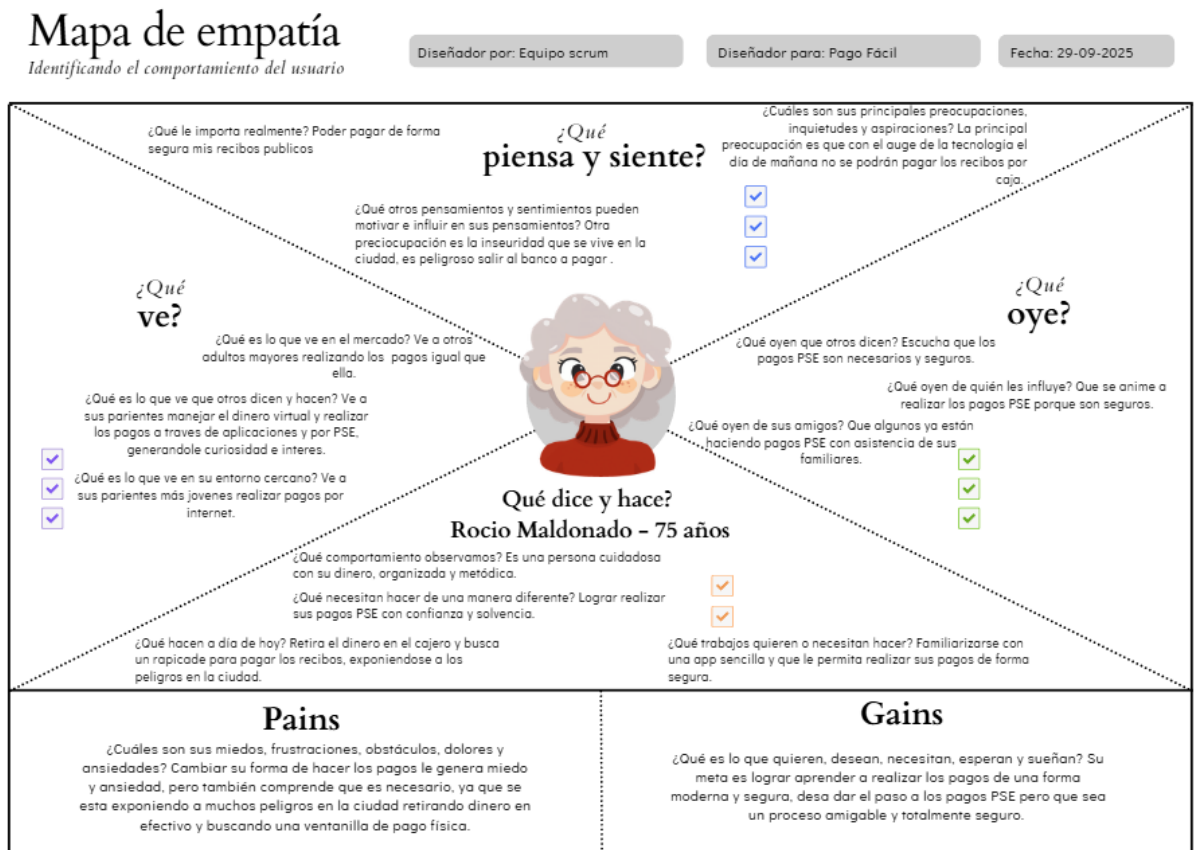 Mapa de empatía
Identificando el comportamiento del usuario
Diseñador por: Equipo scrum
Diseñador para: Pago Fácil
Fecha: 29-09-2025
¿Qué
piensa y siente?
¿Qué le importa realmente? Poder pagar de forma
segura mis recibos publicos
¿Cuáles son sus principales preocupaciones,
inquietudes y aspiraciones? La principal
preocupación es que con el auge de la tecnología el
día de mañana no se podrán pagar los recibos por
caja.
¿Qué otros pensamientos y sentimientos pueden
motivar e influir en sus pensamientos? Otra
preciocupación es la inseguridad que se vive en la
ciudad, es peligroso salir al banco a pagar .
¿Qué
ve?
¿Qué es lo que ve en el mercado? Ve a otros
adultos mayores realizando los pagos igual que
ella.
¿Qué es lo que ve que otros dicen y hacen? Ve a
sus parientes manejar el dinero virtual y realizar
los pagos a traves de aplicaciones y por PSE,
generandole curiosidad e interes.
¿Qué es lo que ve en su entorno cercano? Ve a
sus parientes más jovenes realizar pagos por
internet.
¿Qué
oye?
¿Qué oyen que otros dicen? Escucha que los
pagos PSE son necesarios y seguros.
¿Qué oyen de quién les influye? Que se anime a
realizar los pagos PSE porque son seguros.
¿Qué oyen de sus amigos? Que algunos ya están
haciendo pagos PSE con asistencia de sus
familiares.
Qué dice y hace?
Rocio Maldonado - 75 años
¿Qué comportamiento observamos? Es una persona cuidadosa
con su dinero, organizada y metódica.
¿Qué necesitan hacer de una manera diferente? Lograr realizar
sus pagos PSE con confianza y solvencia.
¿Qué hacen a día de hoy? Retira el dinero en el cajero y busca
un rapicade para pagar los recibos, exponiendose a los
peligros en la ciudad.
¿Qué trabajos quieren o necesitan hacer? Familiarizarse con
una app sencilla y que le permita realizar sus pagos de forma
segura.
Pains
¿Cuáles son sus miedos, frustraciones, obstáculos, dolores y
ansiedades? Cambiar su forma de hacer los pagos le genera miedo
y ansiedad, pero también comprende que es necesario, ya que se
esta exponiendo a muchos peligros en la ciudad retirando dinero en
efectivo y buscando una ventanilla de pago física.
Gains
¿Qué es lo que quieren, desean, necesitan, esperan y sueñan? Su
meta es lograr aprender a realizar los pagos de una forma
moderna y segura, desa dar el paso a los pagos PSE pero que sea
un proceso amigable y totalmente seguro.